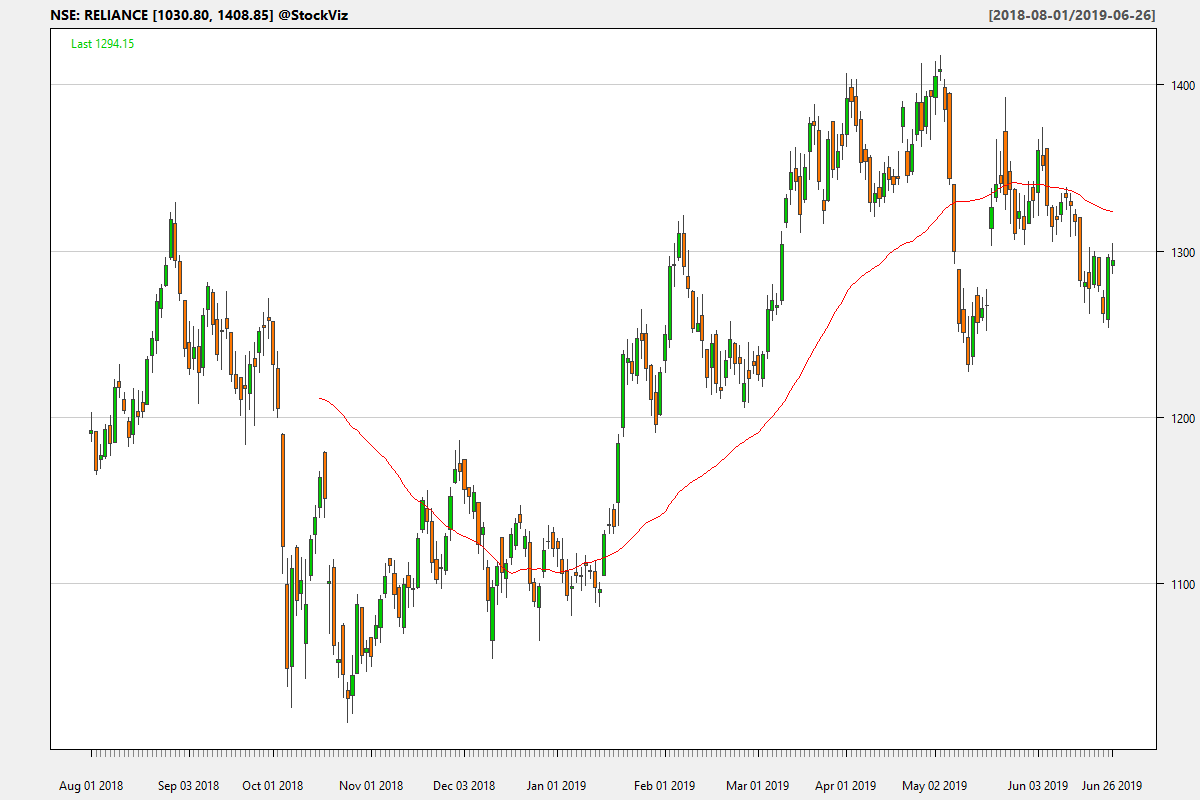 NSE: RELIANCE [1030.80, 1408.85] @StockViz
[2018-08-01/2019-06-26]
Last 1294.15
1400
1300
1200
1100
Aug 01 2018 Sep 03 2018 Oct 01 2018 Nov 01 2018 Dec 03 2018 Jan 01 2019 Feb 01 2019 Mar 01 2019 Apr 01 2019 May 02 2019 Jun 03 2019 Jun 26 2019